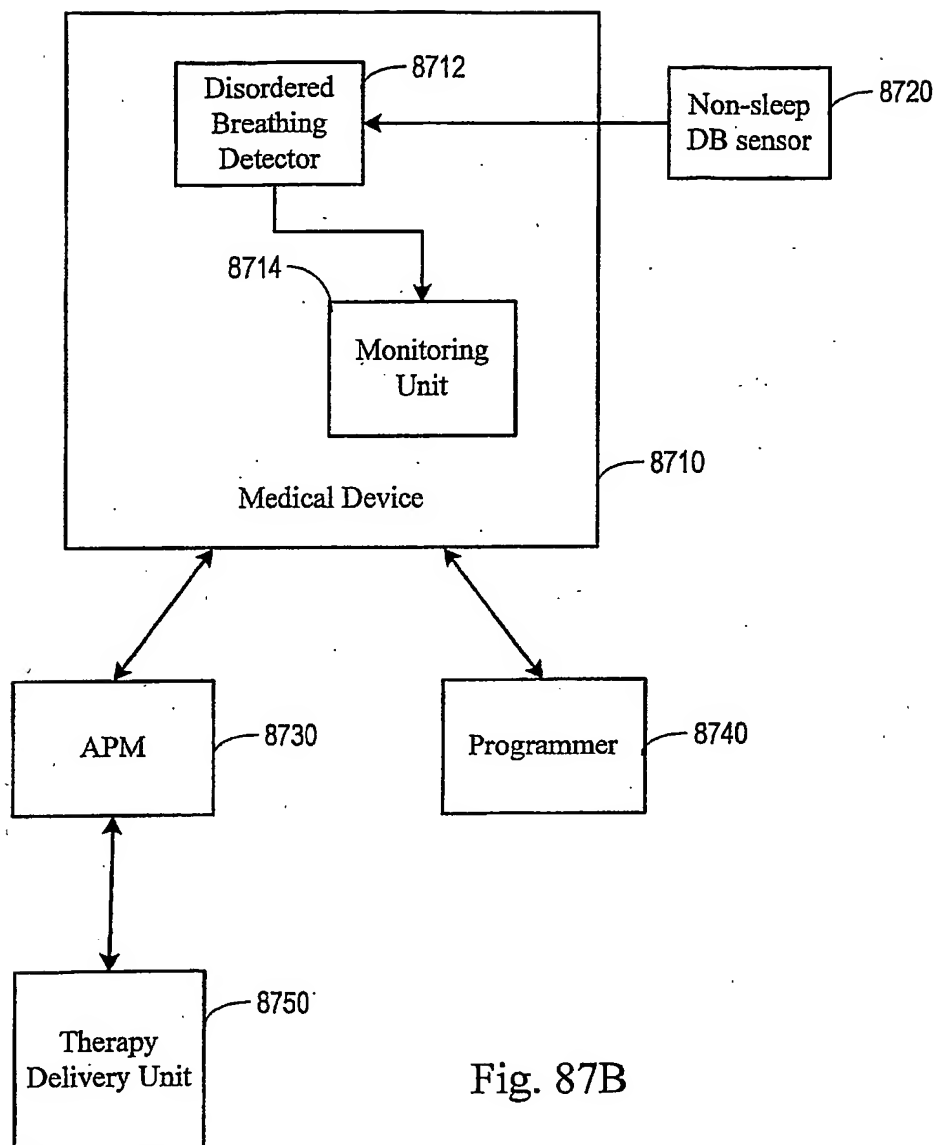 Disordered
Breathing
Detector
8712
Non-sleep
DB sensor
8720
8714
Monitoring
Unit
8710
Medical Device
APM
8730
Programmer
8740
8750
Therapy
Delivery Unit
Fig. 87B